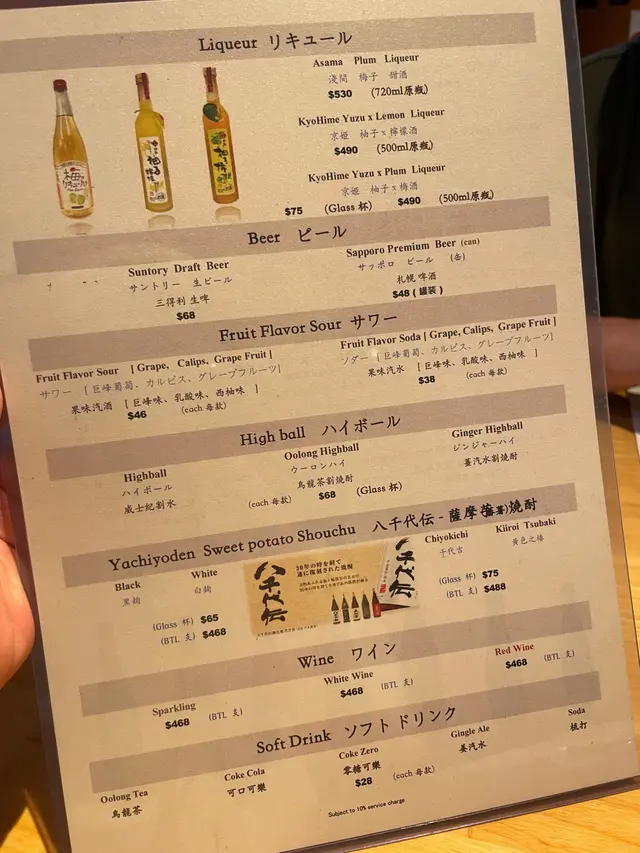 Liqueur リキュール
Asama Plum Liqueur
浅間 梅子 甜酒
$530 (720ml原瓶)
KyoHime Yuzu x Lemon Liqueur
京姫 柚子 x 檸檬酒
$490 (500ml原瓶)
KyoHime Yuzu x Plum Liqueur
京姫 柚子 x 梅酒
$75 (Glass 杯) $490 (500ml原瓶)
Beer ビール
Suntory Draft Beer
サントリー 生ビール
三得利 生啤
$68
Sapporo Premium Beer (can)
サッポロ ビール (缶)
札幌 啤酒
$48 ( 罐装 )
Fruit Flavor Sour サワー
Fruit Flavor Sour [ Grape, Calips, Grape Fruit ]
サワー [ 巨峰葡萄、カルピス、グレープフルーツ]
果味汽酒 [ 巨峰味、乳酸味、西柚味 ]
$46 (each 每款)
Fruit Flavor Soda [ Grape, Calips, Grape Fruit ]
ソダー [ 巨峰葡萄、カルピス、グレープフルーツ]
果味汽水 [ 巨峰味、乳酸味、西柚味 ]
$38 (each 每款)
High ball ハイボール
Highball
ハイボール
威士紀割水
Oolong Highball
ウーロンハイ
烏龍茶割焼酎
(each 每款) $68 (Glass 杯)
Ginger Highball
ジンジャーハイ
薑汽水割焼酎
Yachiyoden Sweet potato Shouchu 八千代伝 - 薩摩(蕃薯)焼酎
Black
黒麹
White
白麹
(Glass 杯) $65
(BTL 支) $468
八千代伝
Chiyokichi
千代吉
Kiiroi Tsubaki
黄色之椿
(Glass 杯) $75
(BTL 支) $488
Wine ワイン
Sparkling
$468 (BTL 支)
White Wine
$468 (BTL 支)
Red Wine
$468 (BTL 支)
Soft Drink ソフト ドリンク
Oolong Tea
烏龍茶
Coke Cola
可口可樂
Coke Zero
零糖可樂
$28 (each 每款)
Gingle Ale
姜汽水
Soda
梳打
Subject to 10% service charge